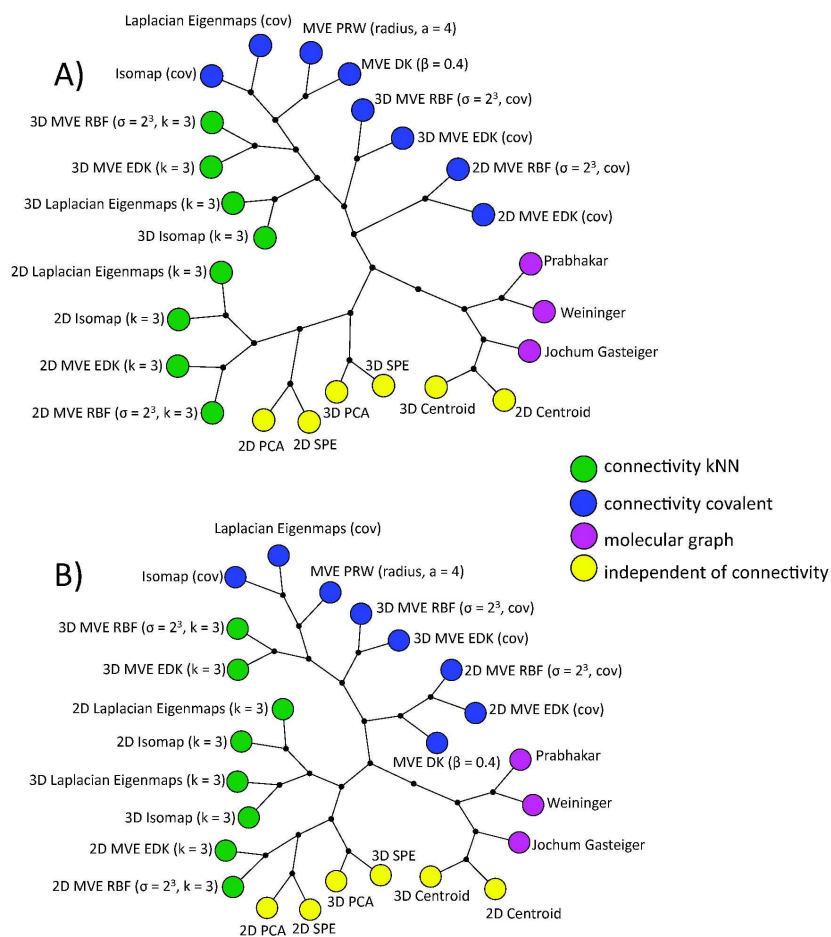 Laplacian Eigenmaps (cov)
MVE PRW (radius, a = 4)
A)
MVE DK (β = 0.4)
Isomap (cov)
3D MVE RBF (σ = 2³, cov)
3D MVE RBF (σ = 2³, k = 3)
3D MVE EDK (cov)
3D MVE EDK (k = 3)
2D MVE RBF (σ = 2³, cov)
3D Laplacian Eigenmaps (k = 3)
2D MVE EDK (cov)
3D Isomap (k = 3)
2D Laplacian Eigenmaps (k = 3)
Prabhakar
2D Isomap (k = 3)
Weininger
2D MVE EDK (k = 3)
Jochum Gasteiger
3D SPE
2D MVE RBF (σ = 2³, k = 3)
3D PCA
3D Centroid
2D Centroid
2D PCA
2D SPE
connectivity kNN
connectivity covalent
molecular graph
independent of connectivity
Laplacian Eigenmaps (cov)
B)
Isomap (cov)
MVE PRW (radius, a = 4)
3D MVE RBF (σ = 2³, cov)
3D MVE RBF (σ = 2³, k = 3)
3D MVE EDK (cov)
3D MVE EDK (k = 3)
2D MVE RBF (σ = 2³, cov)
2D Laplacian Eigenmaps (k = 3)
2D MVE EDK (cov)
2D Isomap (k = 3)
MVE DK (β = 0.4)
Prabhakar
3D Laplacian Eigenmaps (k = 3)
Weininger
3D Isomap (k = 3)
Jochum Gasteiger
2D MVE EDK (k = 3)
3D SPE
2D MVE RBF (σ = 2³, k = 3)
3D PCA
3D Centroid
2D Centroid
2D PCA
2D SPE